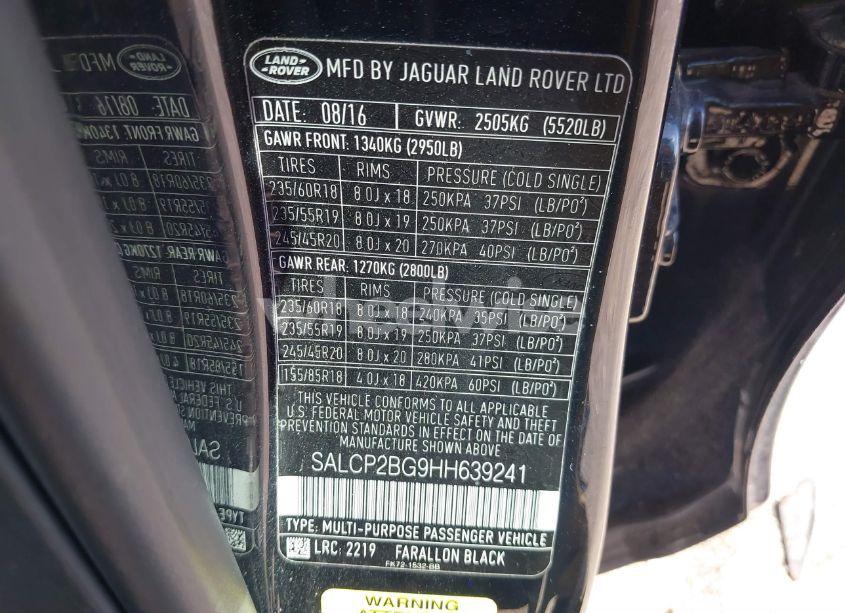 LAND ROVER MFD BY JAGUAR LAND ROVER LTD
DATE: 08/16 GVWR: 2505KG (5520LB)
GAWR FRONT: 1340KG (2950LB)
TIRES RIMS PRESSURE (COLD SINGLE)
235/60R18 8.0J x 18 250KPA 37PSI (LB/PO²)
235/55R19 8.0J x 19 250KPA 37PSI (LB/PO²)
245/45R20 8.0J x 20 270KPA 40PSI (LB/PO²)
GAWR REAR: 1270KG (2800LB)
TIRES RIMS PRESSURE (COLD SINGLE)
235/60R18 8.0J x 18 240KPA 35PSI (LB/PO²)
235/55R19 8.0J x 19 250KPA 37PSI (LB/PO²)
245/45R20 8.0J x 20 280KPA 41PSI (LB/PO²)
155/85R18 4.0J x 18 420KPA 60PSI (LB/PO²)
THIS VEHICLE CONFORMS TO ALL APPLICABLE
U.S. FEDERAL MOTOR VEHICLE SAFETY AND THEFT
PREVENTION STANDARDS IN EFFECT ON THE DATE OF
MANUFACTURE SHOWN ABOVE
SALCP2BG9HH639241
TYPE: MULTI-PURPOSE PASSENGER VEHICLE
LRC: 2219 FARALLON BLACK
FK72-1532-BB
WARNING